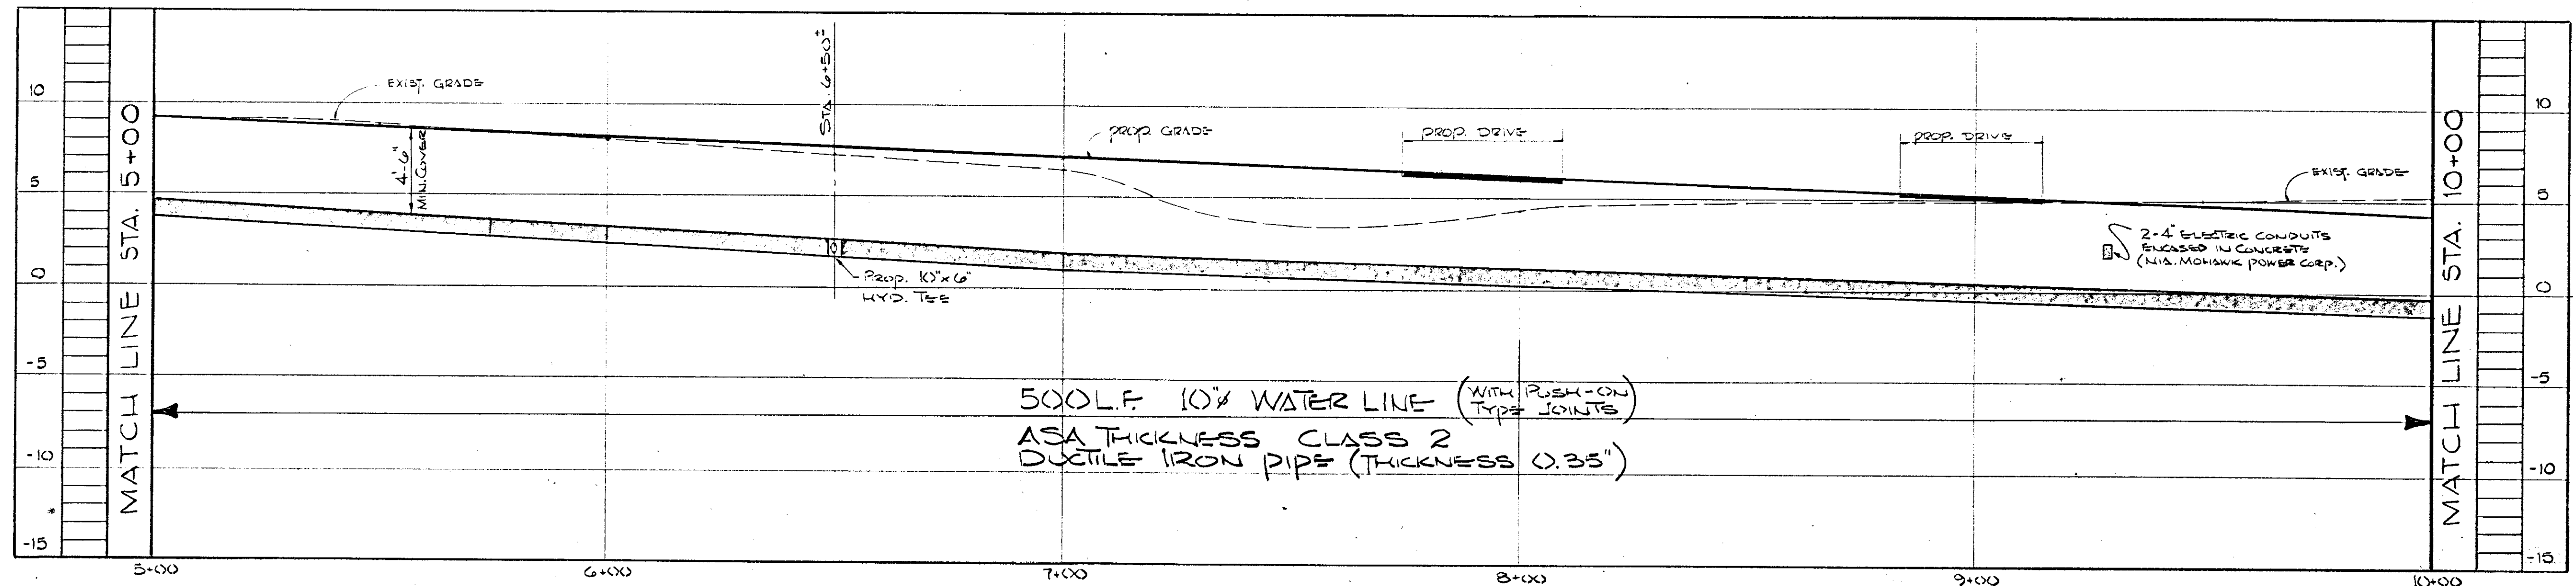 10
5
0
-5
-10
-15
MATCH LINE STA. 5+00
EXIST. GRADE
4'-6"
MIN. COVER
STA. 6+50±
PROP. 10"x6"
HYD. TEE
PROP. GRADE
PROP. DRIVE
PROP. DRIVE
EXIST. GRADE
2-4" ELECTRIC CONDUITS
ENCASED IN CONCRETE
(NIA. MOHAWK POWER CORP.)
500 L.F. 10"ø WATER LINE (WITH PUSH-ON
TYPE JOINTS)
ASA THICKNESS CLASS 2
DUCTILE IRON PIPE (THICKNESS 0.35")
MATCH LINE STA. 10+00
10
5
0
-5
-10
-15
5+00
6+00
7+00
8+00
9+00
10+00